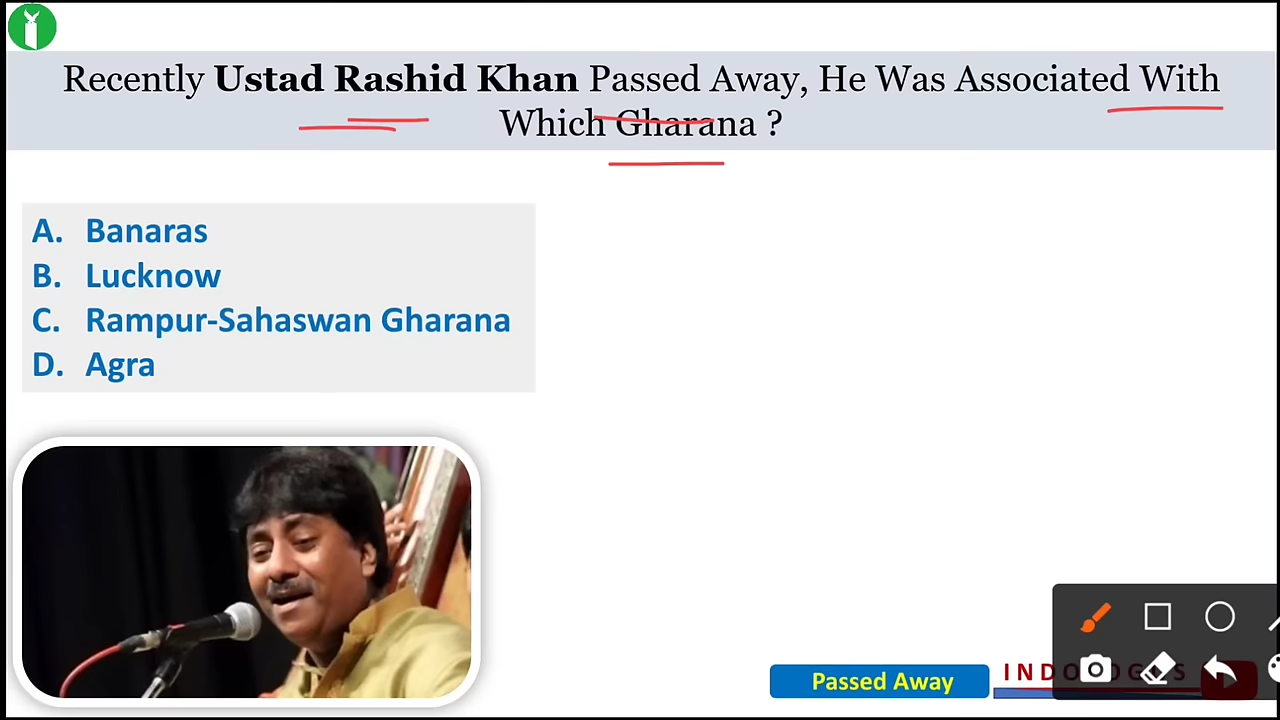 Recently Ustad Rashid Khan Passed Away, He Was Associated With
Which Gharana ?
A. Banaras
B. Lucknow
C. Rampur-Sahaswan Gharana
D. Agra
Passed Away